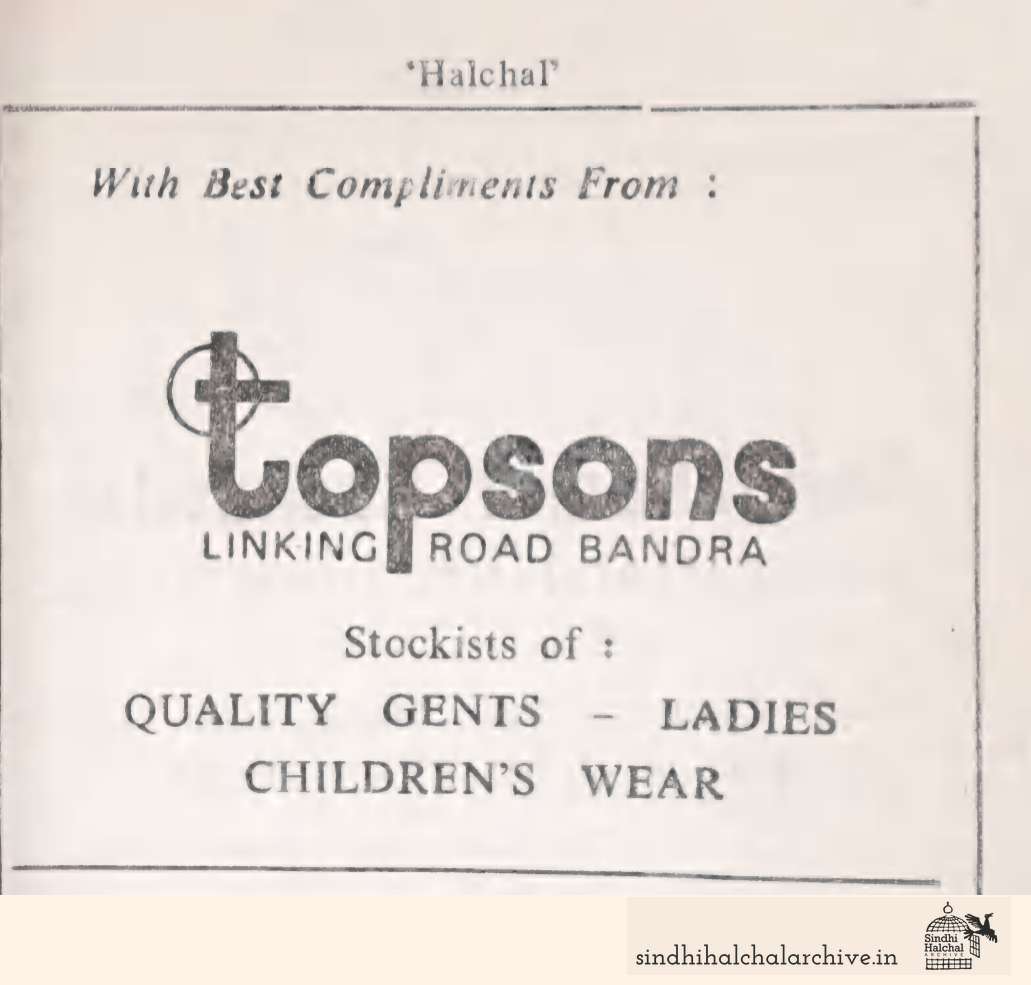 'Halchal'
With Best Compliments From :
topsons
LINKING ROAD BANDRA
Stockists of :
QUALITY GENTS – LADIES
CHILDREN'S WEAR
sindhihalchalarchive.in
Sindhi
Halchal
ARCHIVE